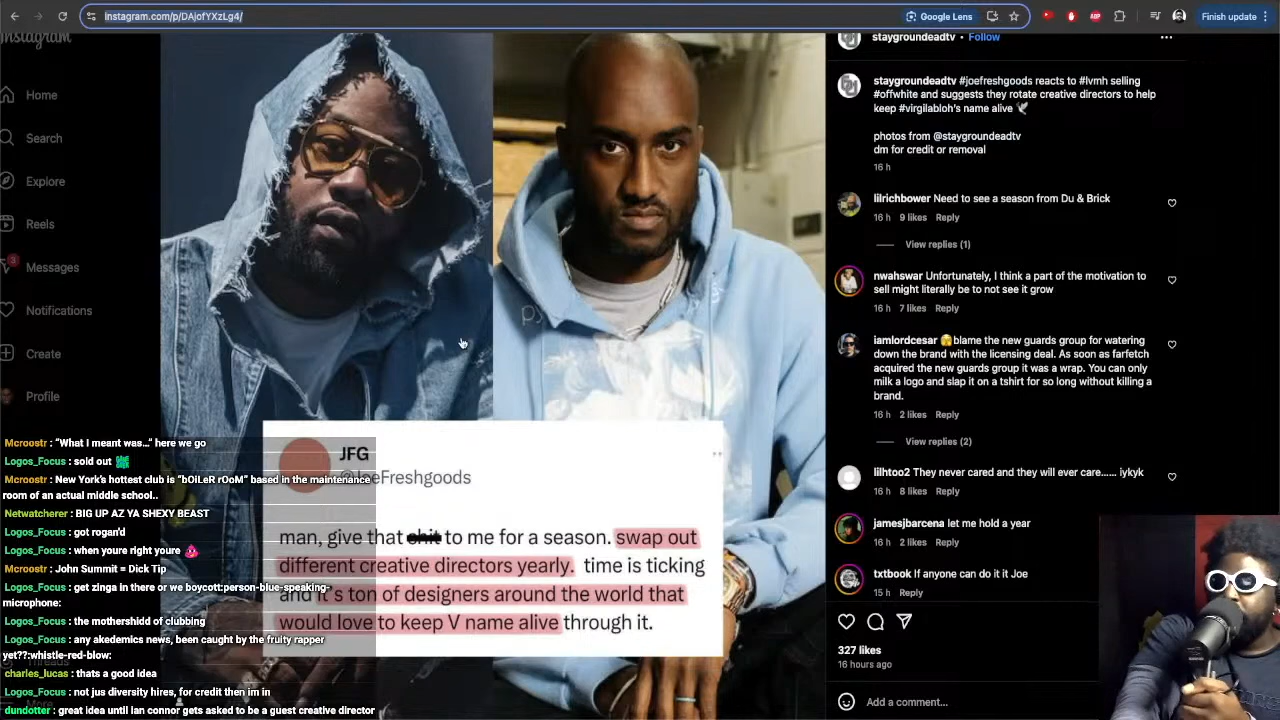 instagram.com/p/DAjofYXzLg4/
Google Lens
Finish update
Instagram
Home
Search
Explore
Reels
3
Messages
Notifications
Create
Profile
Threads
More
JFG
@JoeFreshgoods
man, give that shit to me for a season. swap out
different creative directors yearly. time is ticking
and it's ton of designers around the world that
would love to keep V name alive through it.
Mcroostr : "What I meant was..." here we go
Logos_Focus : sold out
Mcroostr : New York's hottest club is "bOiLeR rOoM" based in the maintenance
room of an actual middle school..
Netwatcherer : BIG UP AZ YA SHEXY BEAST
Logos_Focus : got rogan'd
Logos_Focus : when youre right youre
Mcroostr : John Summit = Dick Tip
Logos_Focus : get zinga in there or we boycott:person-blue-speaking-
microphone:
Logos_Focus : the mothershidd of clubbing
Logos_Focus : any akedemics news, been caught by the fruity rapper
yet??:whistle-red-blow:
charles_lucas : thats a good idea
Logos_Focus : not jus diversity hires, for credit then im in
dundotter : great idea until ian connor gets asked to be a guest creative director
staygroundeadtv • Follow
staygroundeadtv #joefreshgoods reacts to #lvmh selling
#offwhite and suggests they rotate creative directors to help
keep #virgilabloh's name alive 🕊
photos from @staygroundeadtv
dm for credit or removal
16 h
lilrichbower Need to see a season from Du & Brick
16 h 9 likes Reply
View replies (1)
nwahswar Unfortunately, I think a part of the motivation to
sell might literally be to not see it grow
16 h 7 likes Reply
iamlordcesar 🫣blame the new guards group for watering
down the brand with the licensing deal. As soon as farfetch
acquired the new guards group it was a wrap. You can only
milk a logo and slap it on a tshirt for so long without killing a
brand.
16 h 2 likes Reply
View replies (2)
lilhtoo2 They never cared and they will ever care...... iykyk
16 h 8 likes Reply
jamesjbarcena let me hold a year
16 h 2 likes Reply
txtbook If anyone can do it it Joe
15 h Reply
327 likes
16 hours ago
Add a comment...